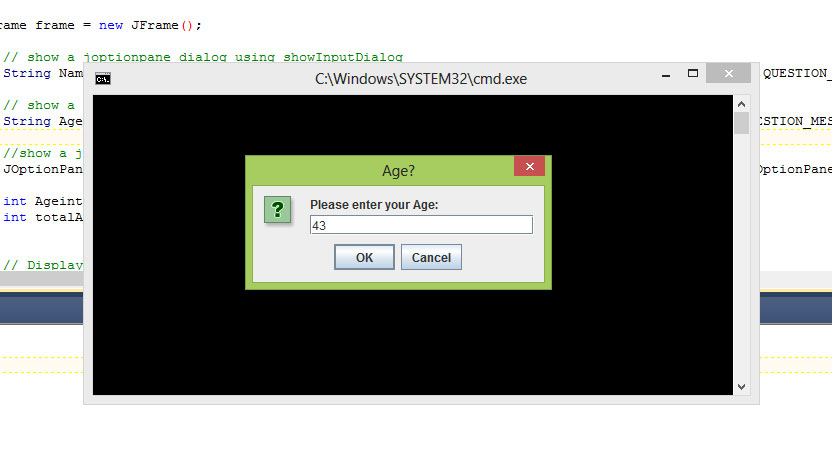 rame frame = new JFrame();
// show a joptionpane dialog using showInputDialog
String Nam
QUESTION_
C:\Windows\SYSTEM32\cmd.exe
// show a
String Age
ESTION_MES
//show a j
JOptionPan
OptionPane
int Ageint
int totalA
// Display
Age?
Please enter your Age:
43
OK Cancel